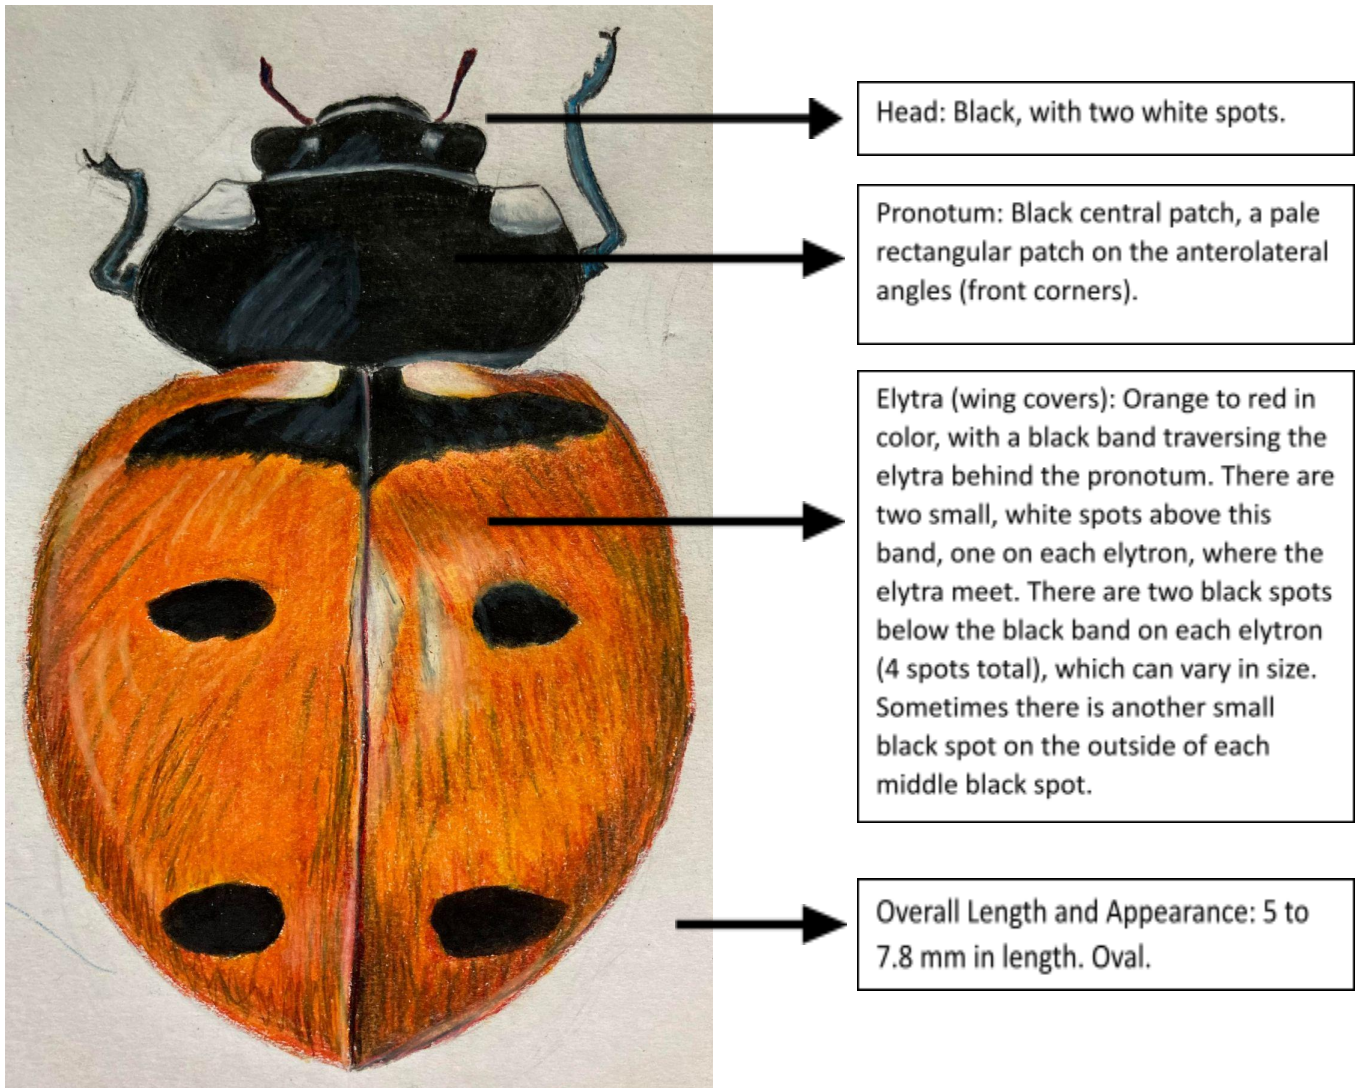 Head: Black, with two white spots.
Pronotum: Black central patch, a pale
rectangular patch on the anterolateral
angles (front corners).
Elytra (wing covers): Orange to red in
color, with a black band traversing the
elytra behind the pronotum. There are
two small, white spots above this
band, one on each elytron, where the
elytra meet. There are two black spots
below the black band on each elytron
(4 spots total), which can vary in size.
Sometimes there is another small
black spot on the outside of each
middle black spot.
Overall Length and Appearance: 5 to
7.8 mm in length. Oval.